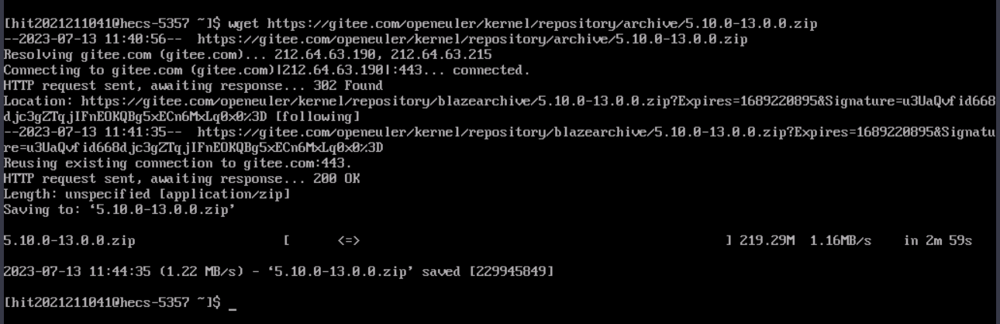 [hit2021211041@hecs-5357 ~]$ wget https://gitee.com/openeuler/kernel/repository/archive/5.10.0-13.0.0.zip
--2023-07-13 11:40:56--  https://gitee.com/openeuler/kernel/repository/archive/5.10.0-13.0.0.zip
Resolving gitee.com (gitee.com)... 212.64.63.190, 212.64.63.215
Connecting to gitee.com (gitee.com)|212.64.63.190|:443... connected.
HTTP request sent, awaiting response... 302 Found
Location: https://gitee.com/openeuler/kernel/repository/blazearchive/5.10.0-13.0.0.zip?Expires=1689220895&Signature=u3UaQvfid668
djc3gZTqjIFnEOKQBg5xECn6MxLq0x0%3D [following]
--2023-07-13 11:41:35--  https://gitee.com/openeuler/kernel/repository/blazearchive/5.10.0-13.0.0.zip?Expires=1689220895&Signatu
re=u3UaQvfid668djc3gZTqjIFnEOKQBg5xECn6MxLq0x0%3D
Reusing existing connection to gitee.com:443.
HTTP request sent, awaiting response... 200 OK
Length: unspecified [application/zip]
Saving to: ‘5.10.0-13.0.0.zip’
5.10.0-13.0.0.zip                   [      <=>                                               ] 219.29M  1.16MB/s    in 2m 59s
2023-07-13 11:44:35 (1.22 MB/s) - ‘5.10.0-13.0.0.zip’ saved [229945849]
[hit2021211041@hecs-5357 ~]$ _